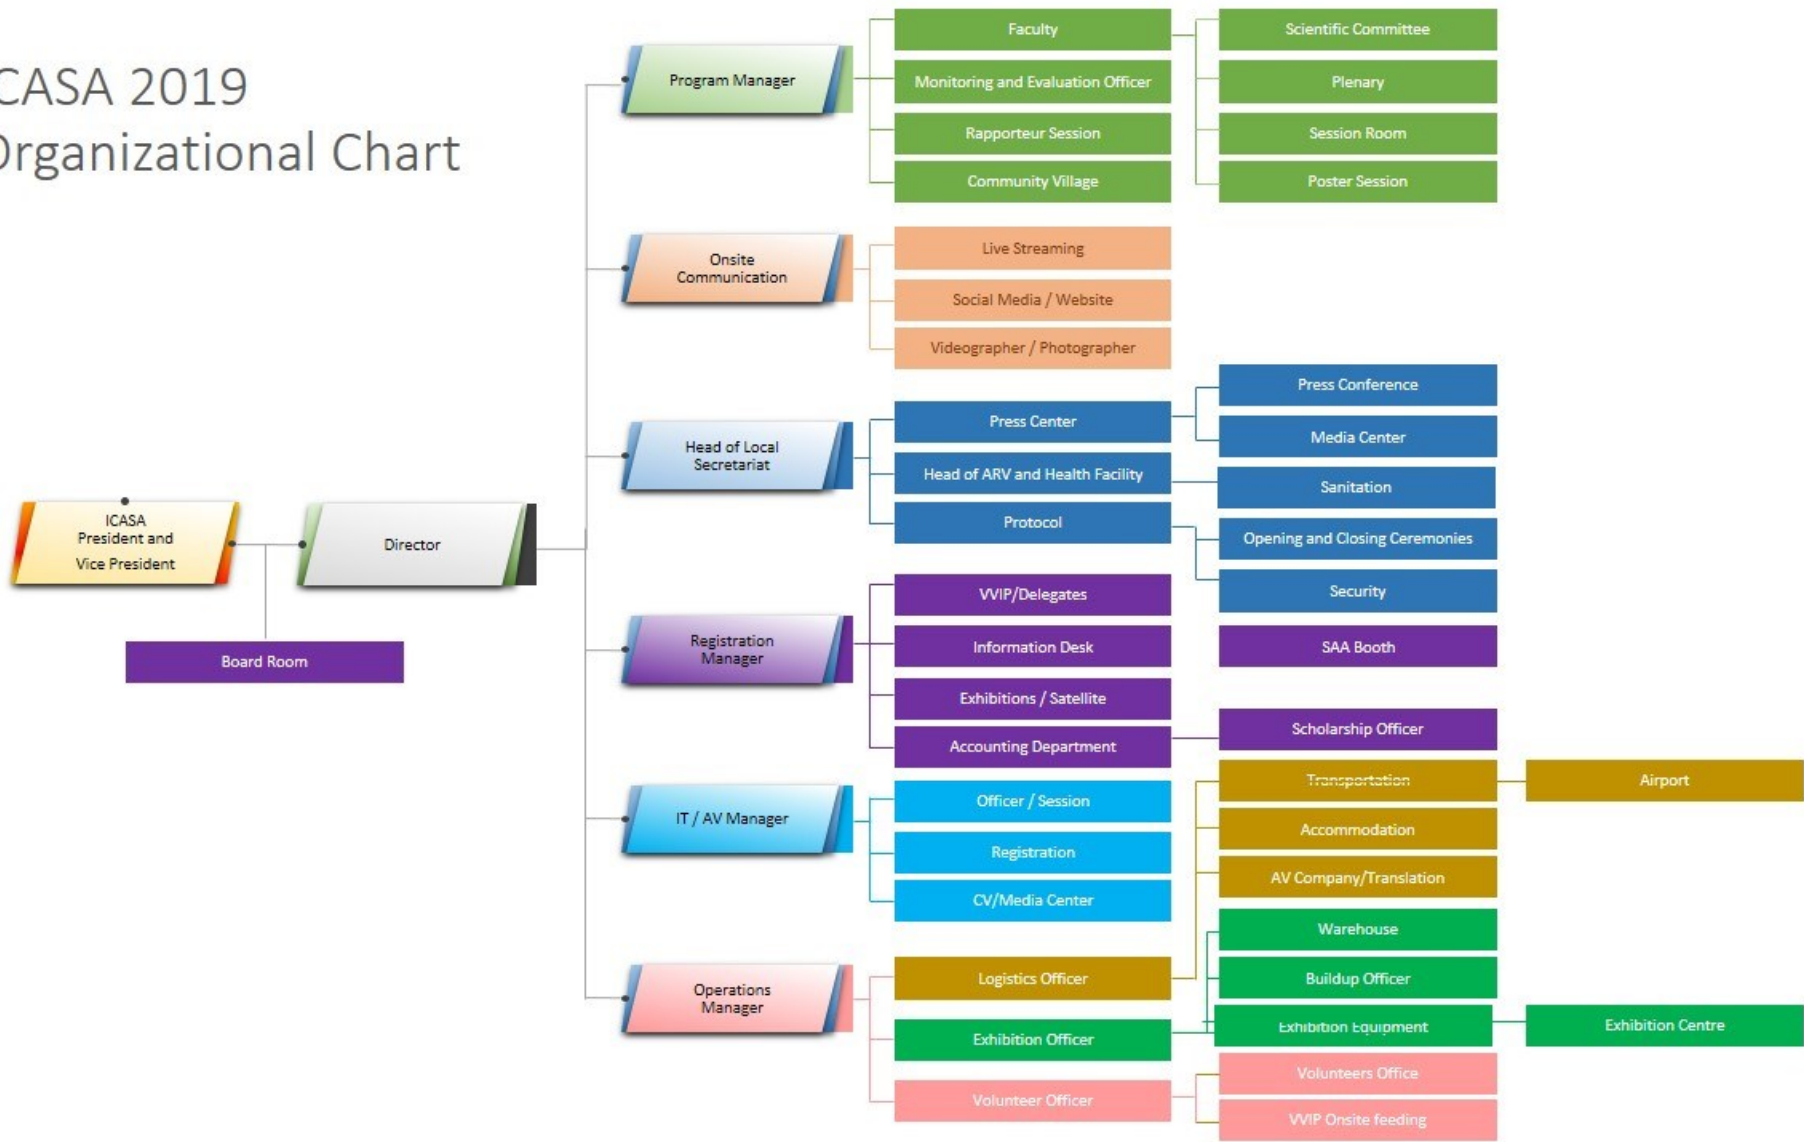 CASA 2019
Organizational Chart
Program Manager
Faculty
Monitoring and Evaluation Officer
Rapporteur Session
Community Village
Scientific Committee
Plenary
Session Room
Poster Session
Onsite
Communication
Live Streaming
Social Media / Website
Videographer / Photographer
Head of Local
Secretariat
Press Center
Head of ARV and Health Facility
Protocol
Press Conference
Media Center
Sanitation
Opening and Closing Ceremonies
Security
ICASA
President and
Vice President
Director
Board Room
Registration
Manager
VVIP/Delegates
Information Desk
Exhibitions / Satellite
Accounting Department
SAA Booth
Scholarship Officer
IT / AV Manager
Officer / Session
Registration
CV/Media Center
Operations
Manager
Logistics Officer
Exhibition Officer
Volunteer Officer
Transportation
Airport
Accommodation
AV Company/Translation
Warehouse
Buildup Officer
Exhibition Equipment
Exhibition Centre
Volunteers Office
VVIP Onsite feeding